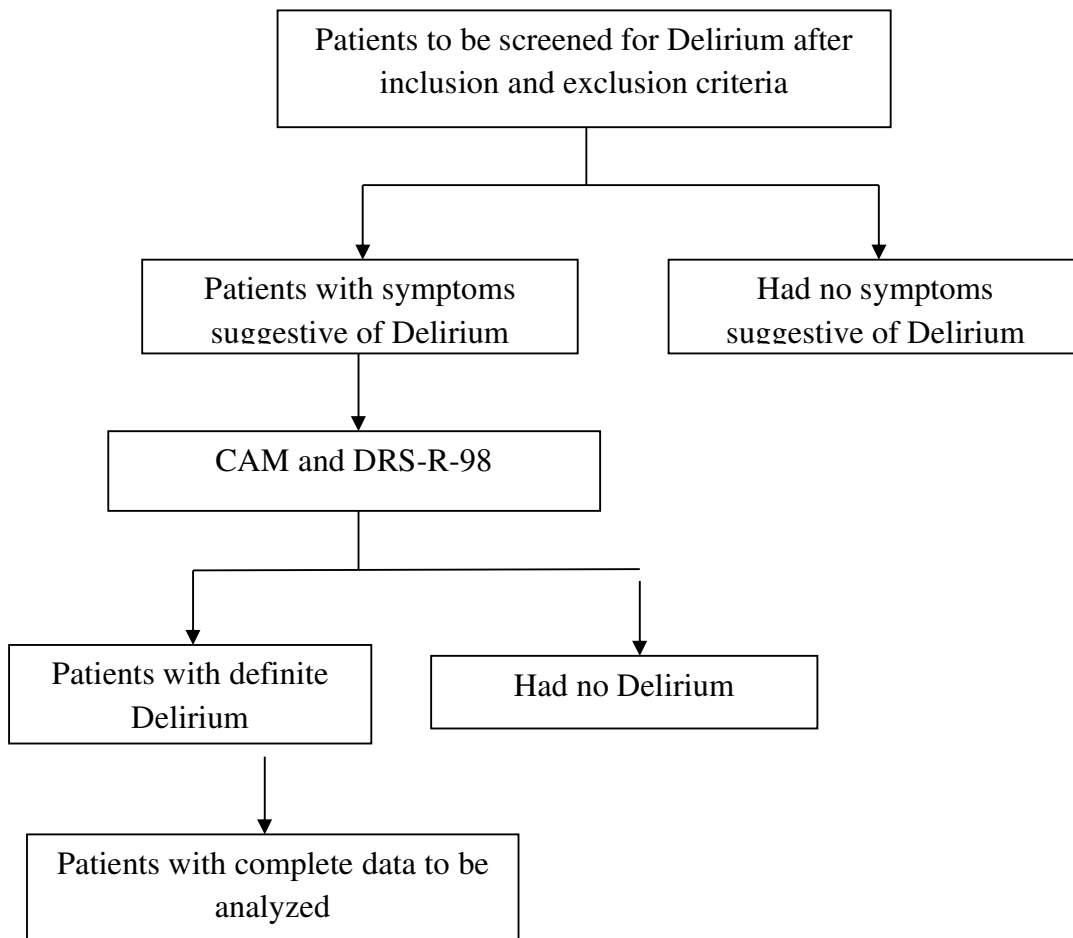 Patients to be screened for Delirium after
inclusion and exclusion criteria
Patients with symptoms
suggestive of Delirium
Had no symptoms
suggestive of Delirium
CAM and DRS-R-98
Patients with definite
Delirium
Had no Delirium
Patients with complete data to be
analyzed